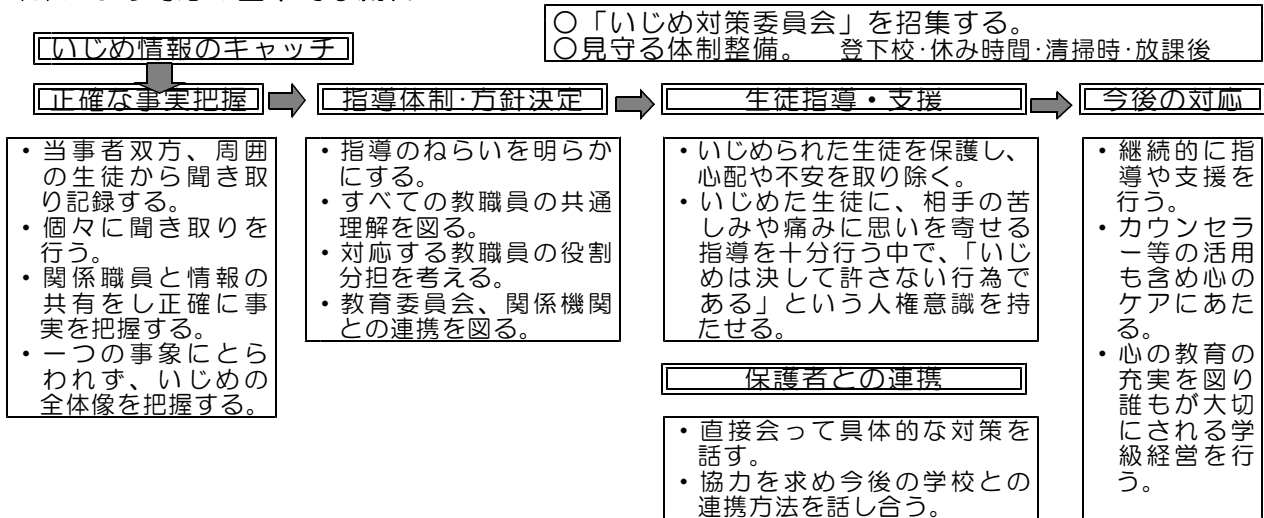 ○「いじめ対策委員会」を招集する。
○見守る体制整備。　登下校・休み時間・清掃時・放課後
いじめ情報のキャッチ
正確な事実把握
指導体制・方針決定
生徒指導・支援
今後の対応
・当事者双方、周囲
の生徒から聞き取
り記録する。
・個々に聞き取りを
行う。
・関係職員と情報の
共有をし正確に事
実を把握する。
・一つの事象にとら
われず、いじめの
全体像を把握する。
・指導のねらいを明らか
にする。
・すべての教職員の共通
理解を図る。
・対応する教職員の役割
分担を考える。
・教育委員会、関係機関
との連携を図る。
・いじめられた生徒を保護し、
心配や不安を取り除く。
・いじめた生徒に、相手の苦
しみや痛みに思いを寄せる
指導を十分行う中で、「いじ
めは決して許さない行為で
ある」という人権意識を持
たせる。
保護者との連携
・直接会って具体的な対策を
話す。
・協力を求め今後の学校との
連携方法を話し合う。
・継続的に指
導や支援を
行う。
・カウンセラ
ー等の活用
も含め心の
ケアにあた
る。
・心の教育の
充実を図り
誰もが大切
にされる学
級経営を行
う。